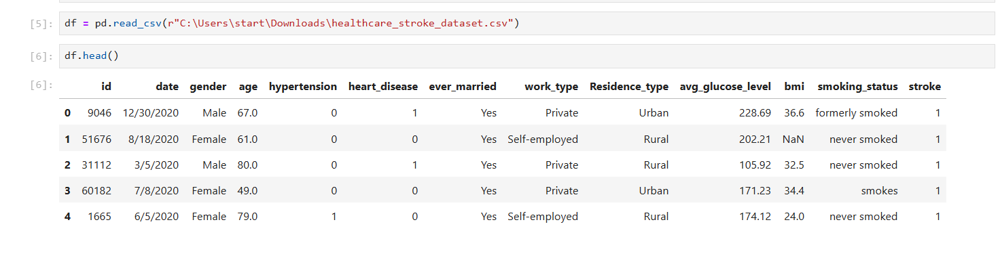 [5]: df = pd.read_csv(r"C:\Users\start\Downloads\healthcare_stroke_dataset.csv")
[6]: df.head()
[6]: id date gender age hypertension heart_disease ever_married work_type Residence_type avg_glucose_level bmi smoking_status stroke
0 9046 12/30/2020 Male 67.0 0 1 Yes Private Urban 228.69 36.6 formerly smoked 1
1 51676 8/18/2020 Female 61.0 0 0 Yes Self-employed Rural 202.21 NaN never smoked 1
2 31112 3/5/2020 Male 80.0 0 1 Yes Private Rural 105.92 32.5 never smoked 1
3 60182 7/8/2020 Female 49.0 0 0 Yes Private Urban 171.23 34.4 smokes 1
4 1665 6/5/2020 Female 79.0 1 0 Yes Self-employed Rural 174.12 24.0 never smoked 1